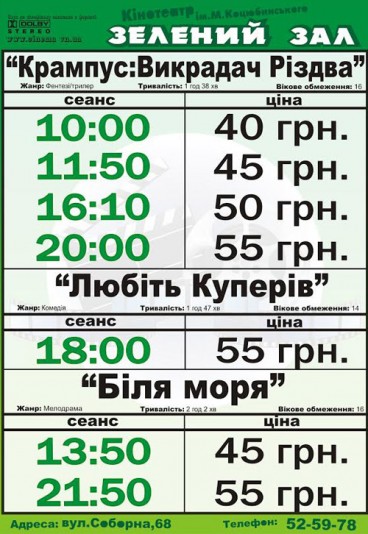 Кінотеатр ім.М.Коцюбинського
DOLBY
STEREO
ЗЕЛЕНИЙ ЗАЛ
“Крампус:Викрадач Різдва”
Жанр: Фентезі/трилер Тривалість: 1 год 38 хв Вікове обмеження: 16
сеанс ціна
10:00 40 грн.
11:50 45 грн.
16:10 50 грн.
20:00 55 грн.
“Любіть Куперів”
Жанр: Комедія Тривалість: 1 год 47 хв Вікове обмеження: 14
сеанс ціна
18:00 55 грн.
“Біля моря”
Жанр: Мелодрама Тривалість: 2 год 2 хв Вікове обмеження: 16
сеанс ціна
13:50 45 грн.
21:50 55 грн.
Адреса: вул.Соборна,68 Телефон: 52-59-78